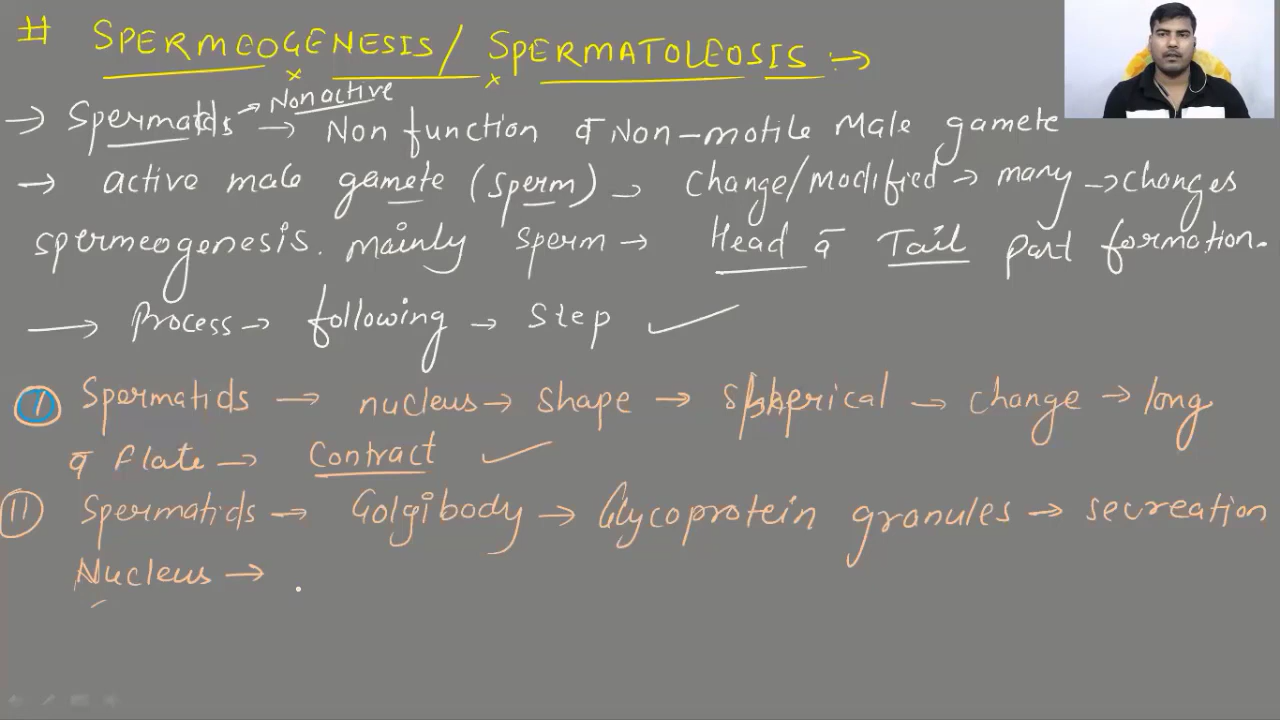 # SPERMEOGENESIS/ SPERMATOLEOSIS :→
→ Spermatids → Non active → Non function & Non-motile Male gamete
→ active male gamete (sperm) → change/modified → many → changes
spermeogenesis. mainly sperm → Head & Tail part formation.
→ Process → following → Step ✓
I Spermatids → nucleus → shape → spherical → change → long
& flate → Contract ✓
II Spermatids → Golgibody → Glycoprotein granules → secreation
Nucleus →